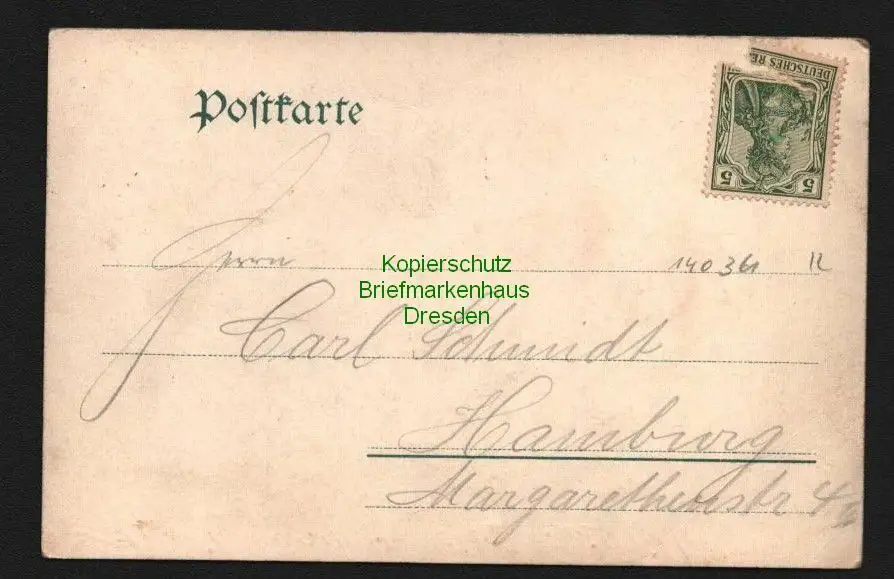 Postkarte
DEUTSCHES RE
5 5
Herrn
14036 R
Kopierschutz
Briefmarkenhaus
Dresden
Carl Schmidt
Hamburg
Margarethenstr 4